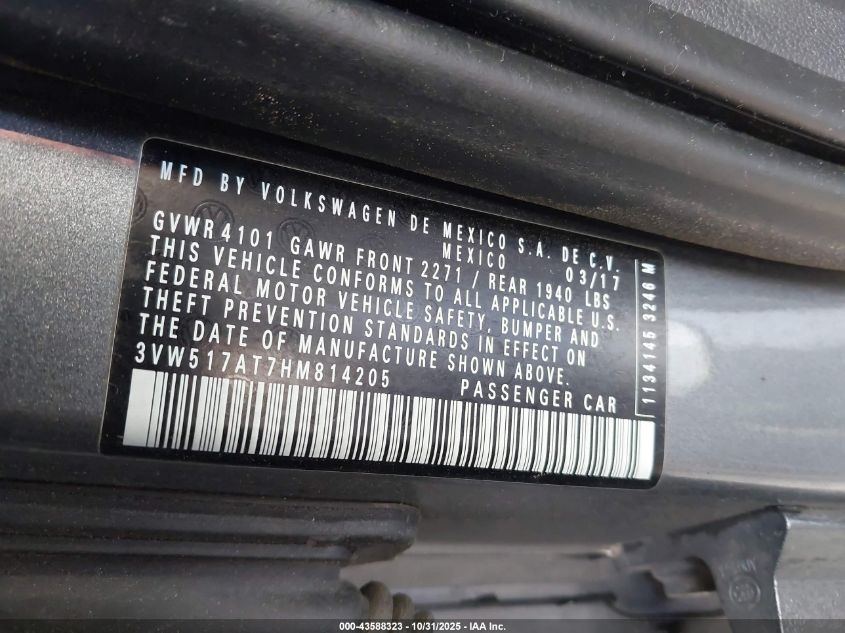 MFD BY VOLKSWAGEN DE MEXICO S.A. DE C.V.
MEXICO 03/17
GVWR 4101 GAWR FRONT 2271 / REAR 1940 LBS
THIS VEHICLE CONFORMS TO ALL APPLICABLE U.S.
FEDERAL MOTOR VEHICLE SAFETY, BUMPER AND
THEFT PREVENTION STANDARDS IN EFFECT ON
THE DATE OF MANUFACTURE SHOWN ABOVE.
3VW517AT7HM814205 PASSENGER CAR
1134145 3246 M
000-43588323 - 10/31/2025 - IAA Inc.